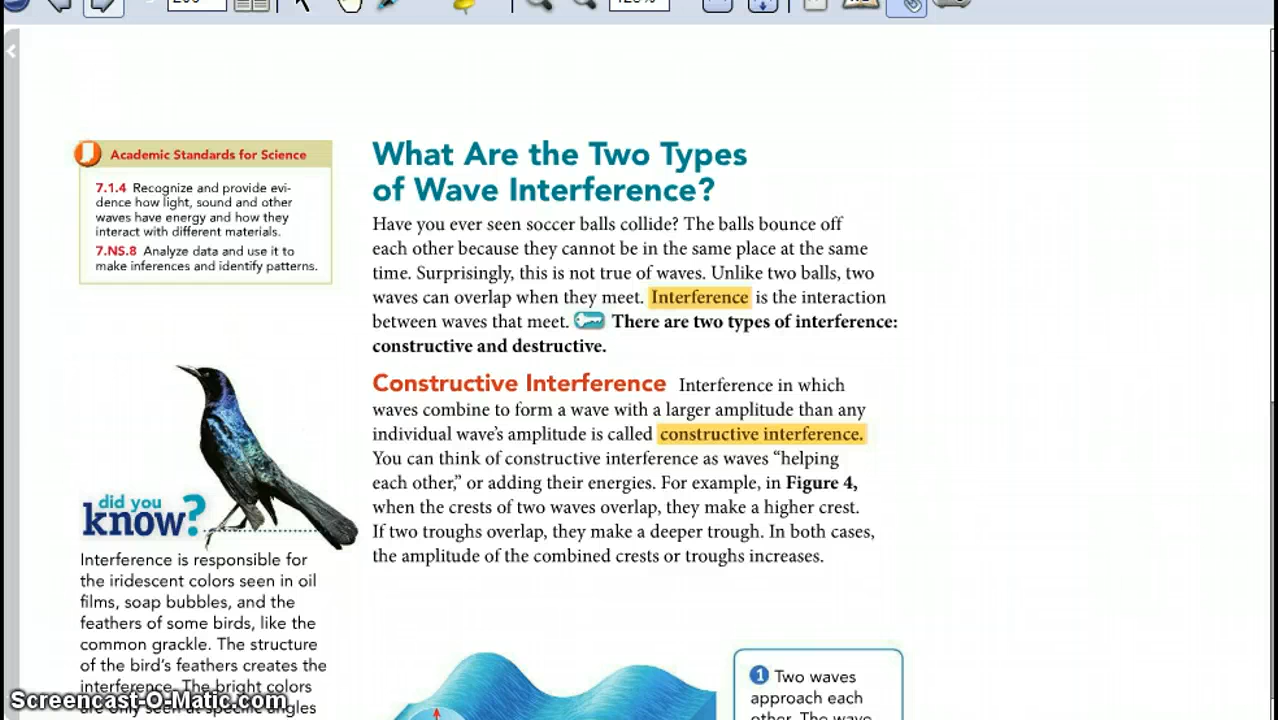 Academic Standards for Science
7.1.4 Recognize and provide evi-
dence how light, sound and other
waves have energy and how they
interact with different materials.
7.NS.8 Analyze data and use it to
make inferences and identify patterns.
did you
know?
Interference is responsible for
the iridescent colors seen in oil
films, soap bubbles, and the
feathers of some birds, like the
common grackle. The structure
of the bird's feathers creates the
interference. The bright colors
are only seen at specific angles
What Are the Two Types
of Wave Interference?
Have you ever seen soccer balls collide? The balls bounce off
each other because they cannot be in the same place at the same
time. Surprisingly, this is not true of waves. Unlike two balls, two
waves can overlap when they meet. Interference is the interaction
between waves that meet. There are two types of interference:
constructive and destructive.
Constructive Interference Interference in which
waves combine to form a wave with a larger amplitude than any
individual wave's amplitude is called constructive interference.
You can think of constructive interference as waves “helping
each other,” or adding their energies. For example, in Figure 4,
when the crests of two waves overlap, they make a higher crest.
If two troughs overlap, they make a deeper trough. In both cases,
the amplitude of the combined crests or troughs increases.
1 Two waves
approach each
other. The wave
Screencast-O-Matic.com